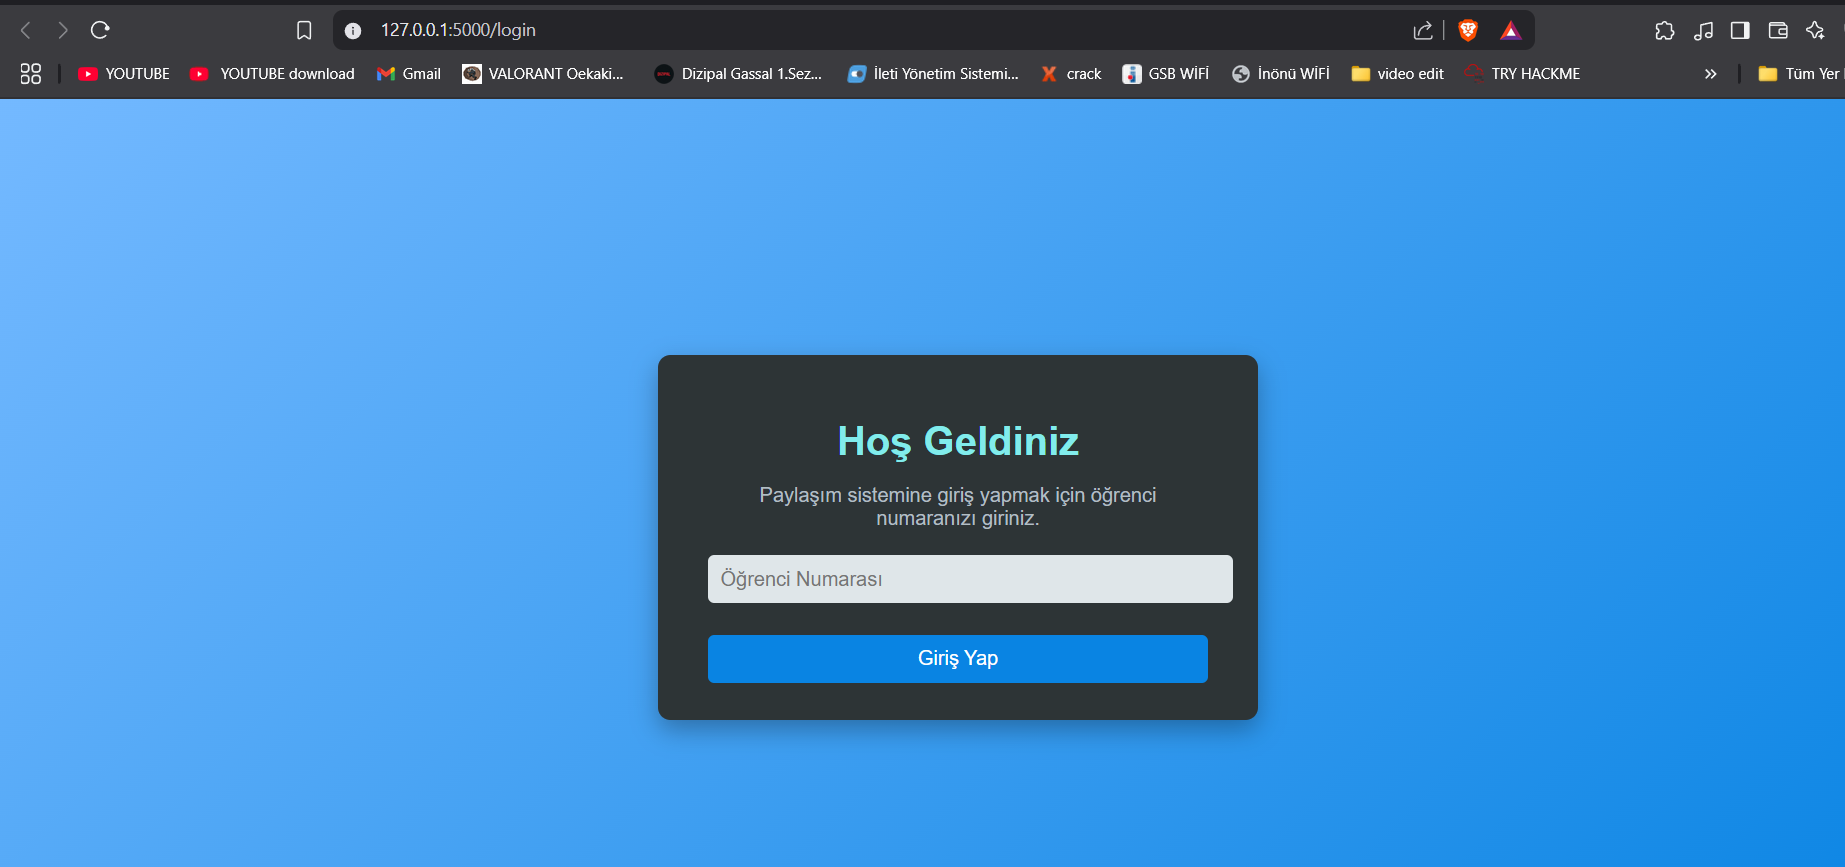 127.0.0.1:5000/login
YOUTUBE YOUTUBE download Gmail VALORANT Oekaki... Dizipal Gassal 1.Sez... İleti Yönetim Sistemi... crack GSB WİFİ İnönü WİFİ video edit TRY HACKME » Tüm Yer
Hoş Geldiniz
Paylaşım sistemine giriş yapmak için öğrenci
numaranızı giriniz.
Öğrenci Numarası
Giriş Yap